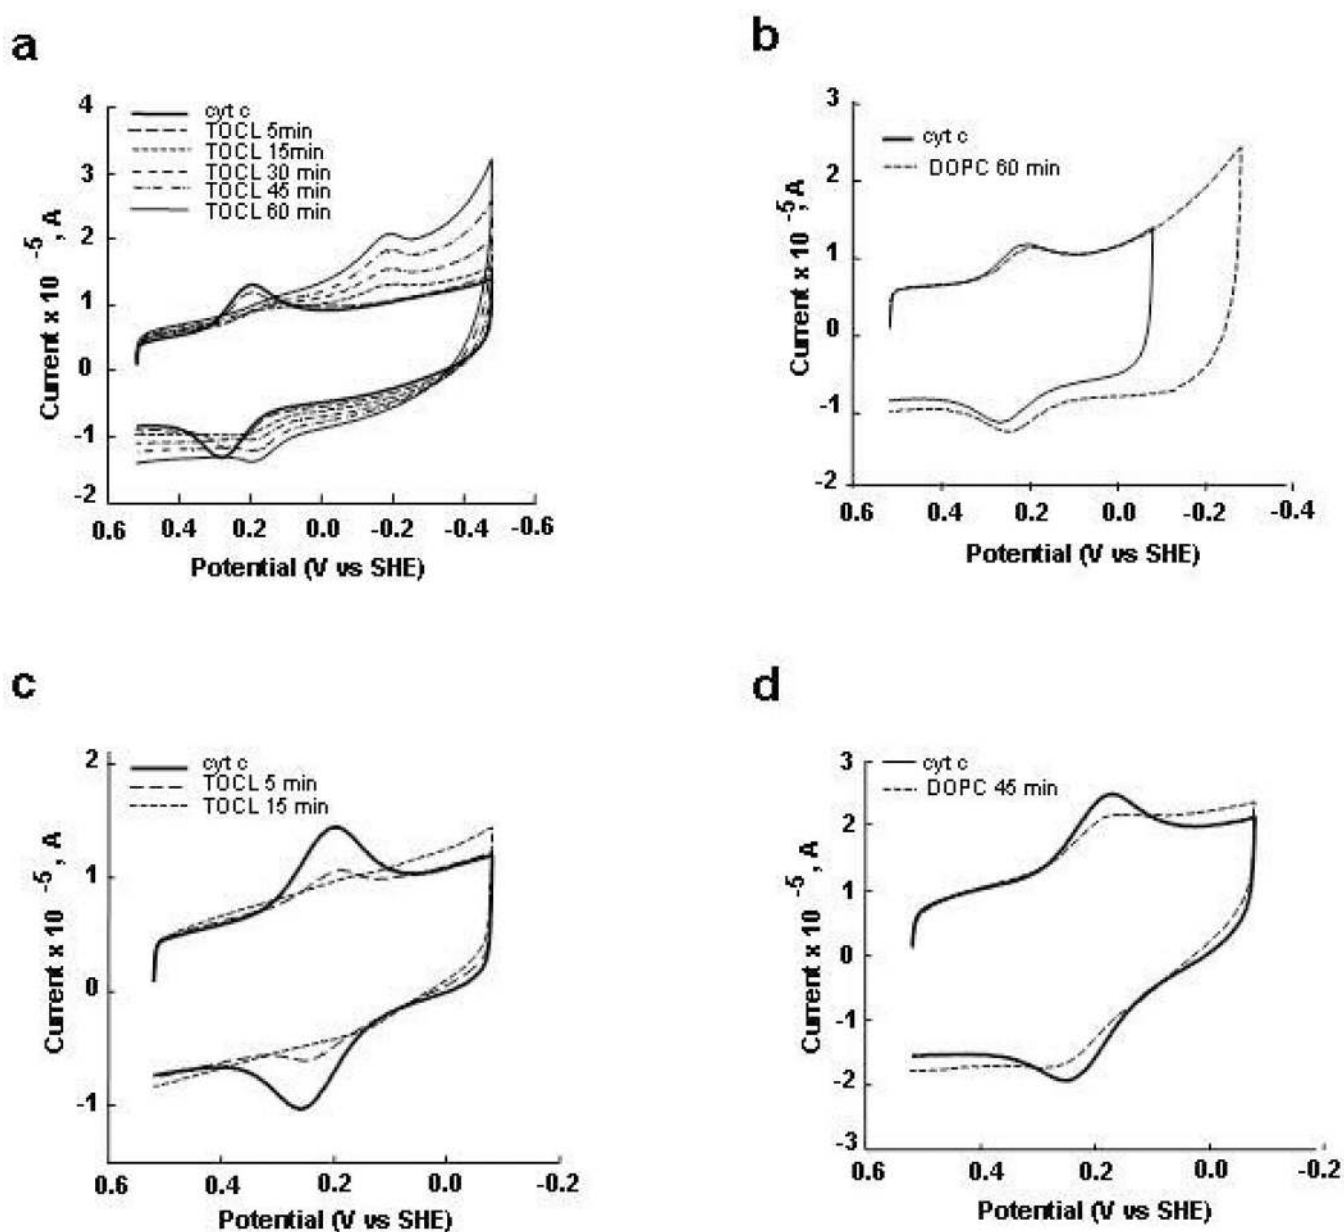 a
cyt c
TOCL 5min
TOCL 15min
TOCL 30 min
TOCL 45 min
TOCL 60 min
4
3
2
1
0
-1
-2
Current x 10 -5, A
0.6 0.4 0.2 0.0 -0.2 -0.4 -0.6
Potential (V vs SHE)
b
cyt c
DOPC 60 min
3
2
1
0
-1
-2
Current x 10 -5, A
0.6 0.4 0.2 0.0 -0.2 -0.4
Potential (V vs SHE)
c
cyt c
TOCL 5 min
TOCL 15 min
2
1
0
-1
Current x 10 -5, A
0.6 0.4 0.2 0.0 -0.2
Potential (V vs SHE)
d
cyt c
DOPC 45 min
3
2
1
0
-1
-2
-3
Current x 10 -5, A
0.6 0.4 0.2 0.0 -0.2
Potential (V vs SHE)